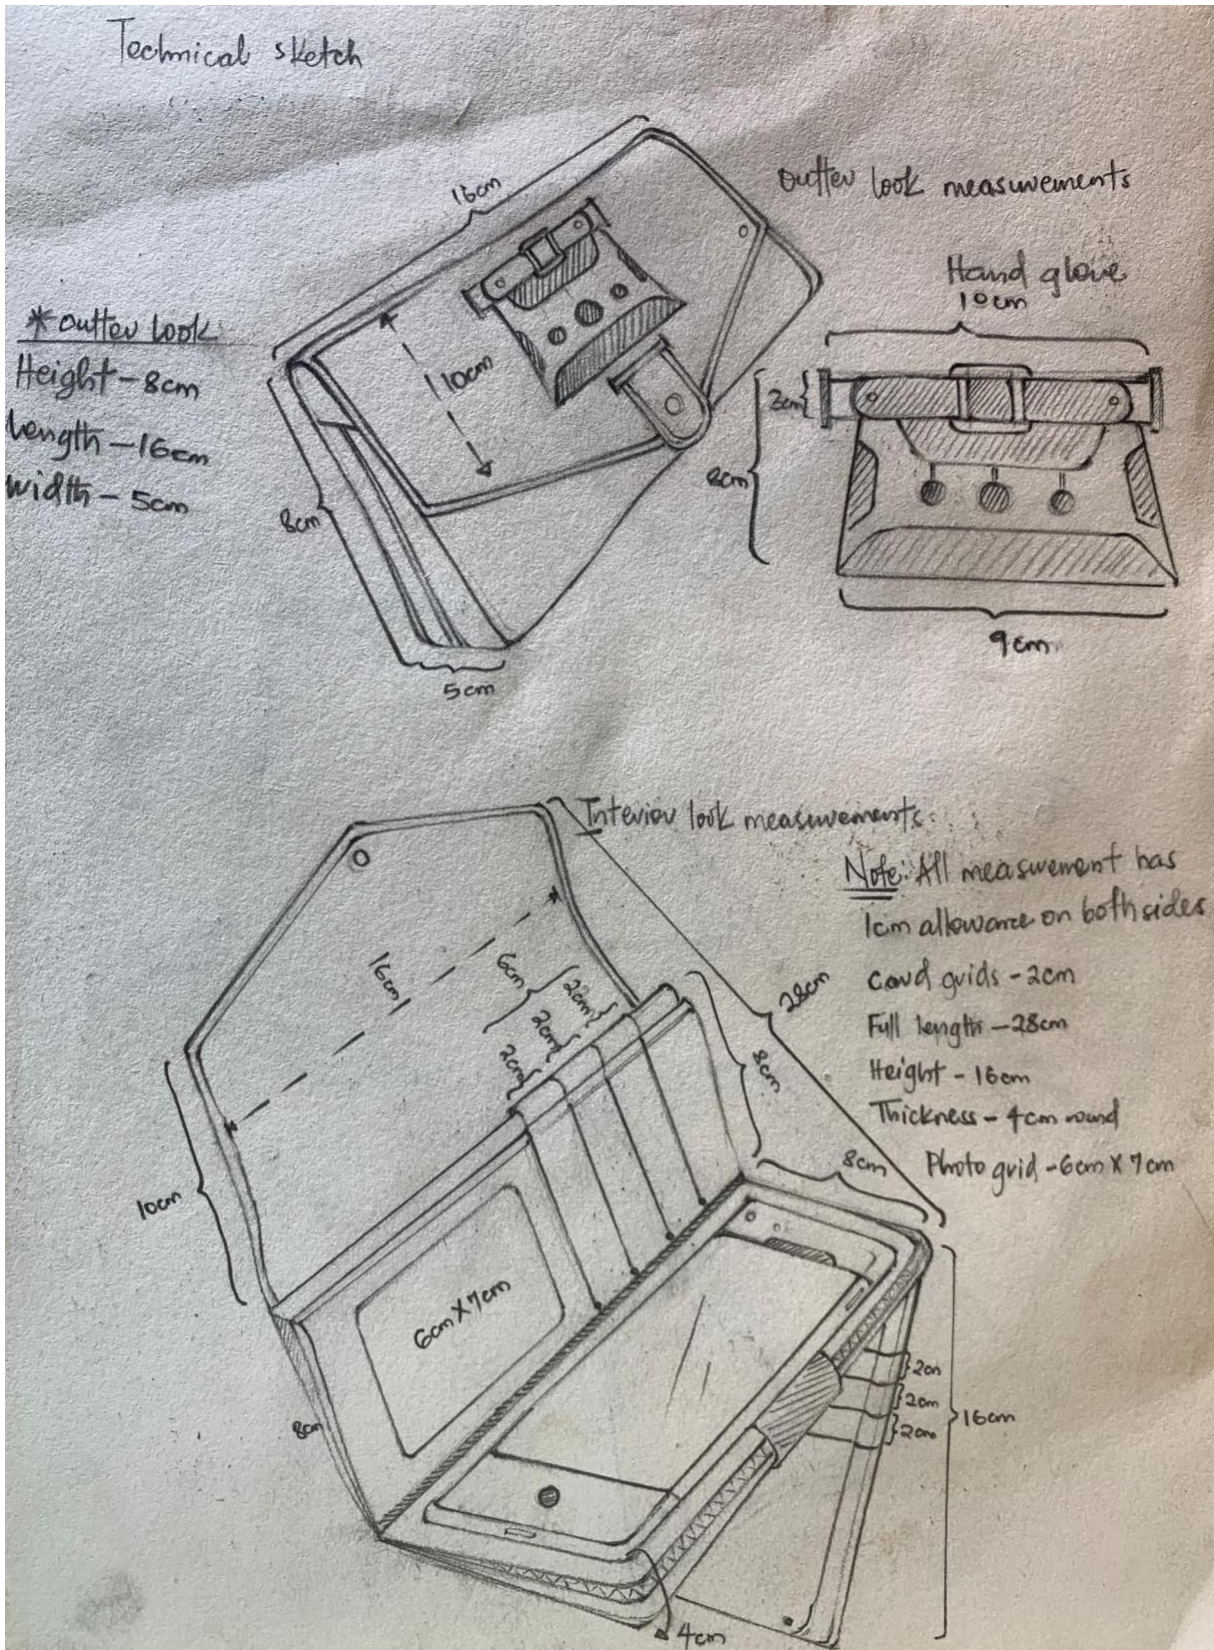 Technical sketch
16cm
outter look measurements
Hand glove
10cm
* outter look
Height - 8cm
Length - 16cm
width - 5cm
10cm
2cm
8cm
8cm
9cm
5cm
Interior look measurements.
Note: All measurement has
1cm allowance on both sides
Card grids - 2cm
Full length - 28cm
Height - 16cm
Thickness - 4cm round
Photo grid - 6cm X 7cm
16cm
6cm
2cm
2cm
2cm
28cm
8cm
8cm
10cm
6cm X 7cm
8cm
2cm
2cm
2cm
16cm
4cm